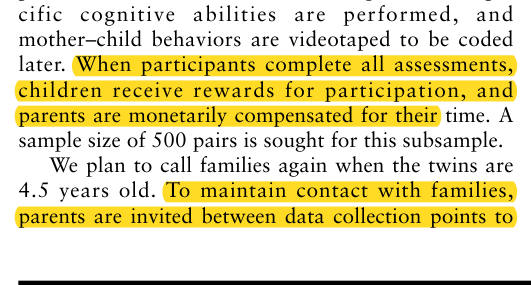 cific cognitive abilities are performed, and
mother–child behaviors are videotaped to be coded
later. When participants complete all assessments,
children receive rewards for participation, and
parents are monetarily compensated for their time. A
sample size of 500 pairs is sought for this subsample.
We plan to call families again when the twins are
4.5 years old. To maintain contact with families,
parents are invited between data collection points to